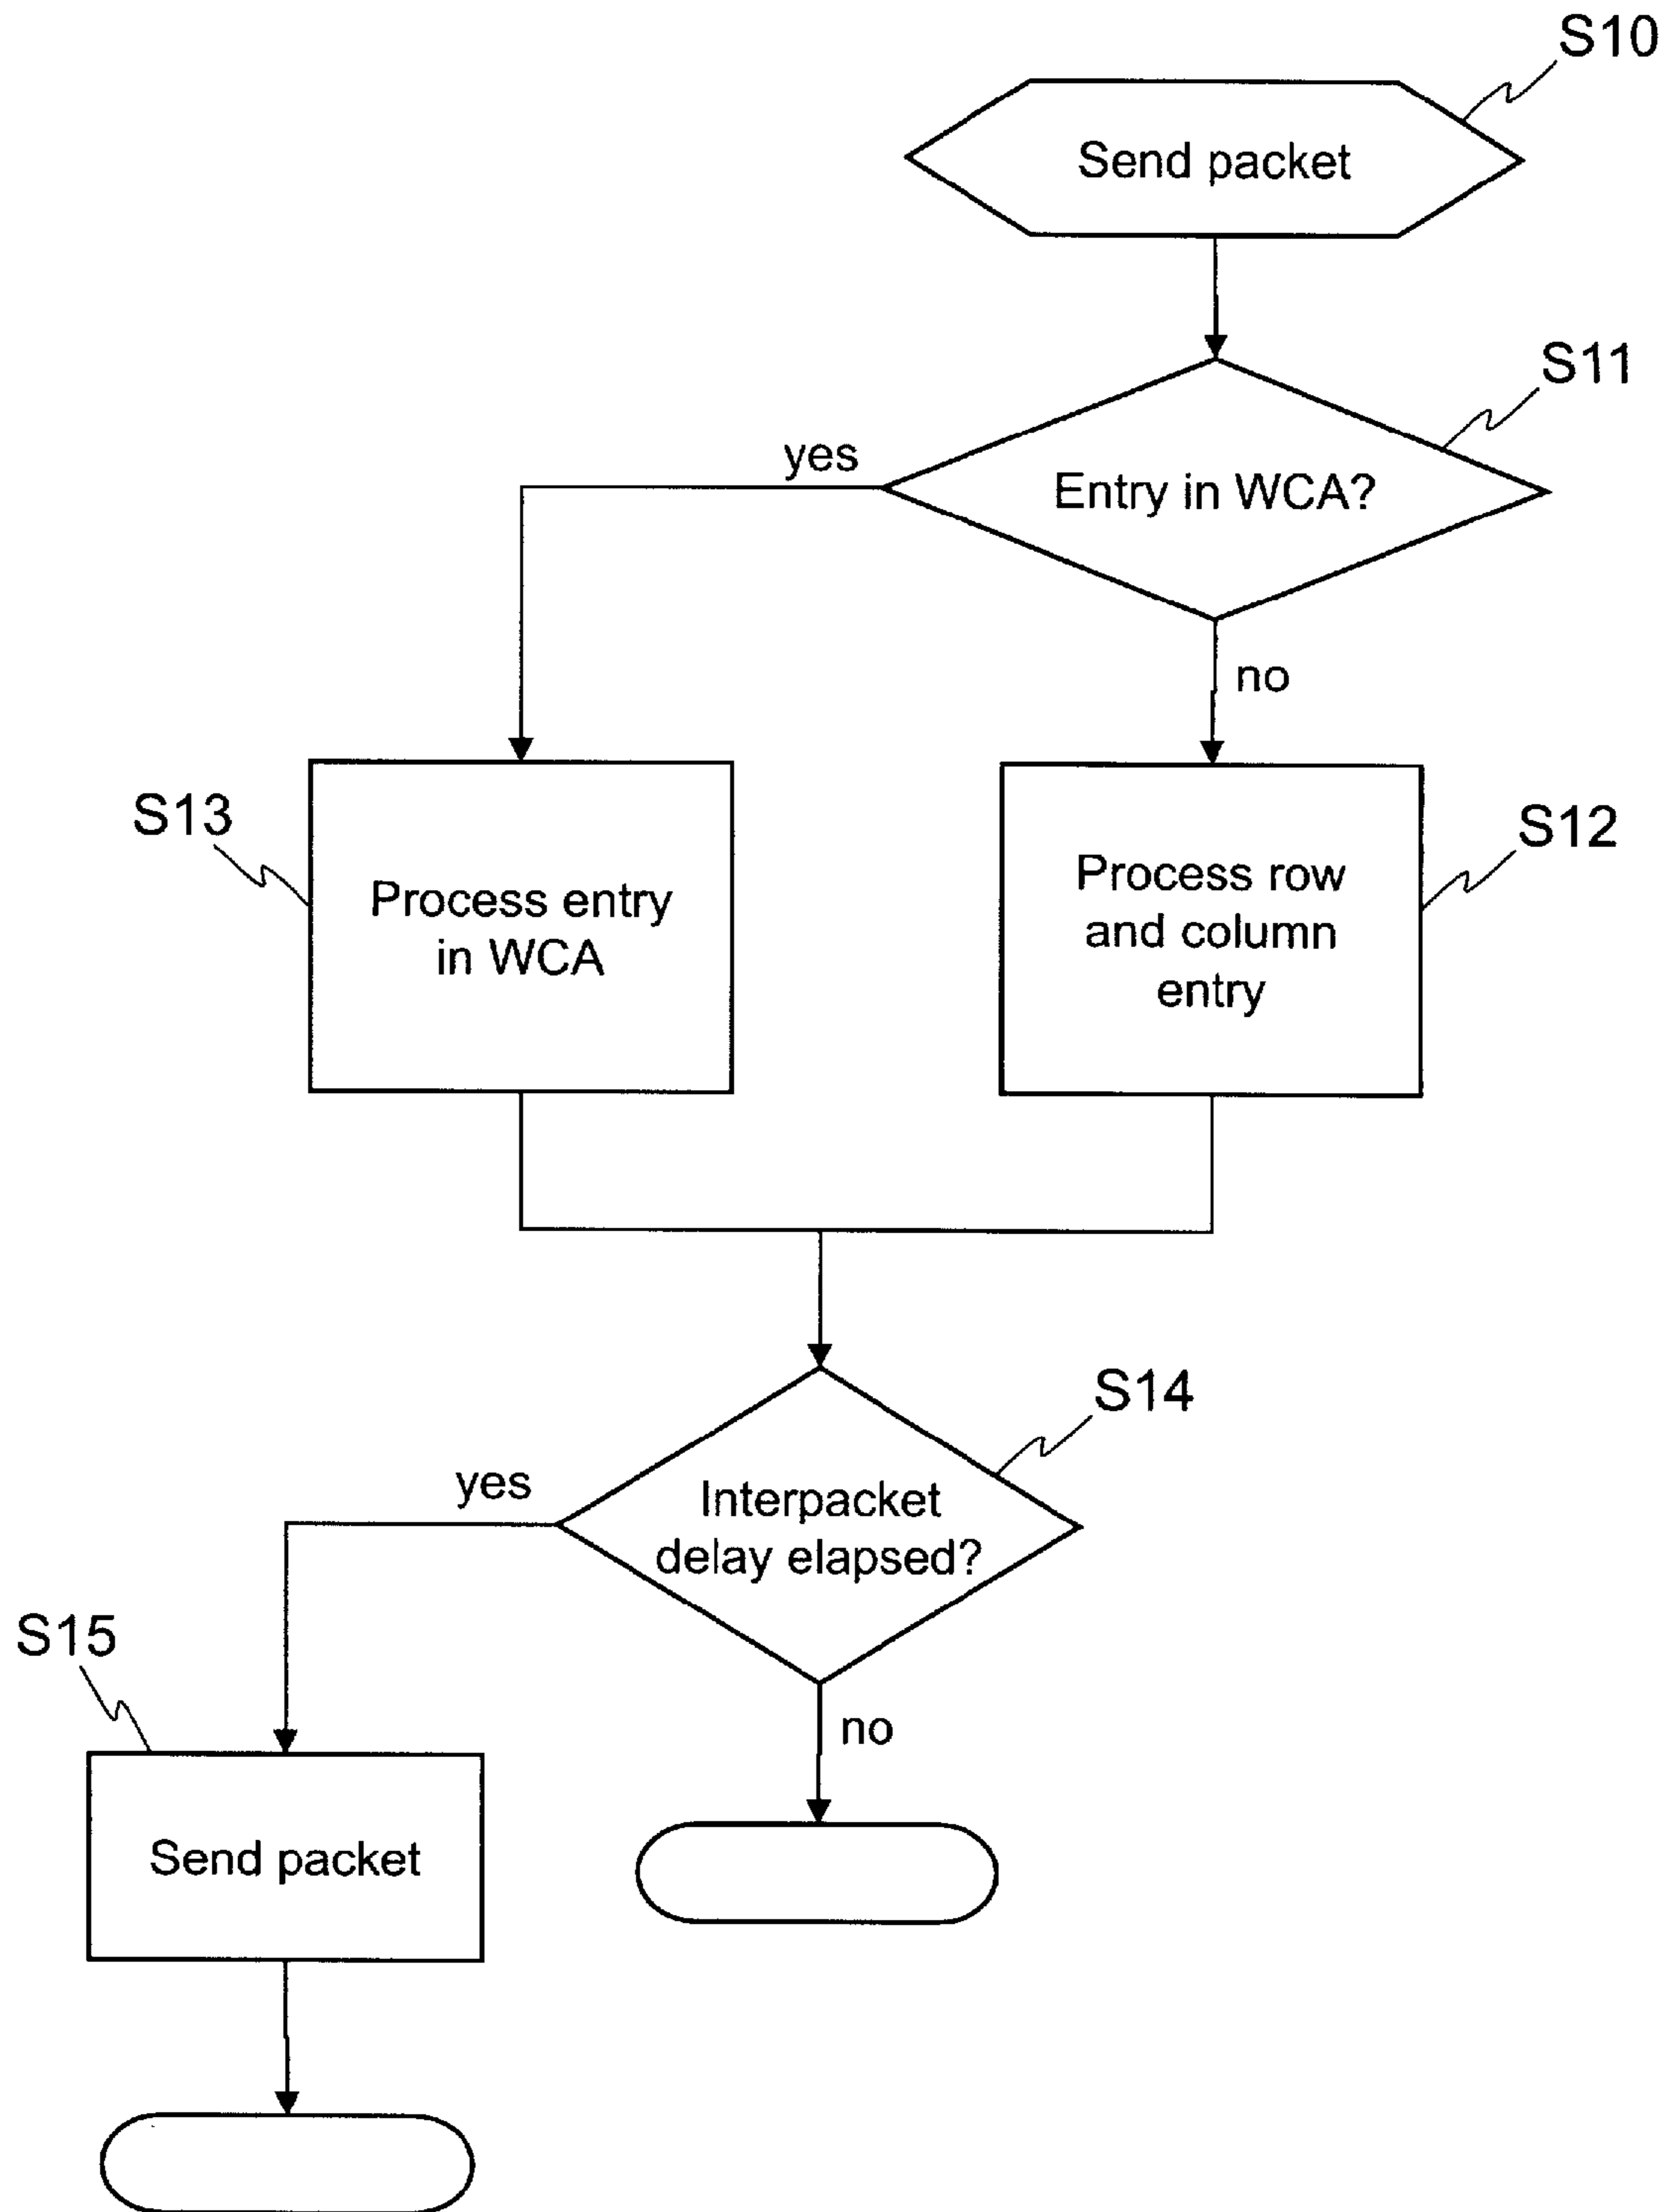 S10
Send packet
S11
yes
Entry in WCA?
no
S13
Process entry
in WCA
S12
Process row
and column
entry
S14
yes
Interpacket
delay elapsed?
S15
no
Send packet